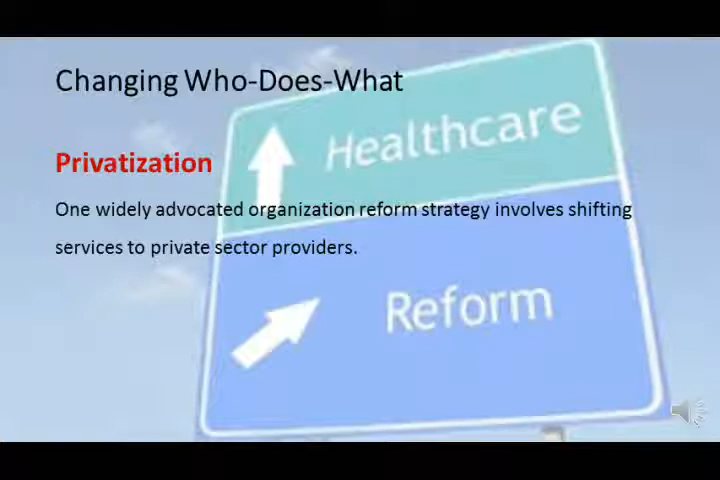 Changing Who-Does-What
Healthcare
Privatization
One widely advocated organization reform strategy involves shifting
services to private sector providers.
Reform